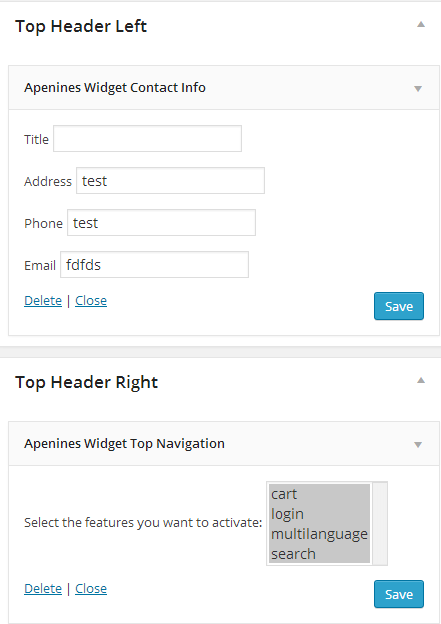 Top Header Left
Apenines Widget Contact Info
Title
Address test
Phone test
Email fdfds
Delete | Close
Save
Top Header Right
Apenines Widget Top Navigation
Select the features you want to activate:
cart
login
multilanguage
search
Delete | Close
Save